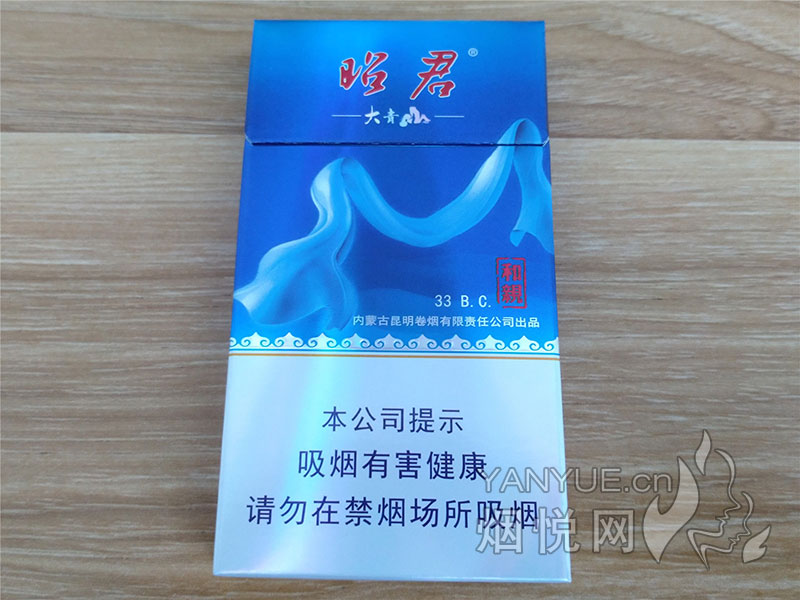 昭君®
大青山
和親
33 B.C.
内蒙古昆明卷烟有限责任公司出品
本公司提示
吸烟有害健康
请勿在禁烟场所吸烟
YANYUE.cn
烟悦网